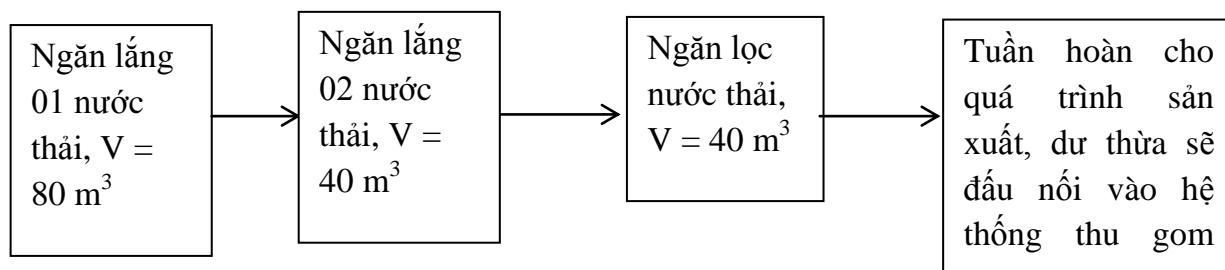 Ngăn lắng
01 nước
thải, V =
80 m³
Ngăn lắng
02 nước
thải, V =
40 m³
Ngăn lọc
nước thải,
V = 40 m³
Tuần hoàn cho
quá trình sản
xuất, dư thừa sẽ
đấu nối vào hệ
thống thu gom